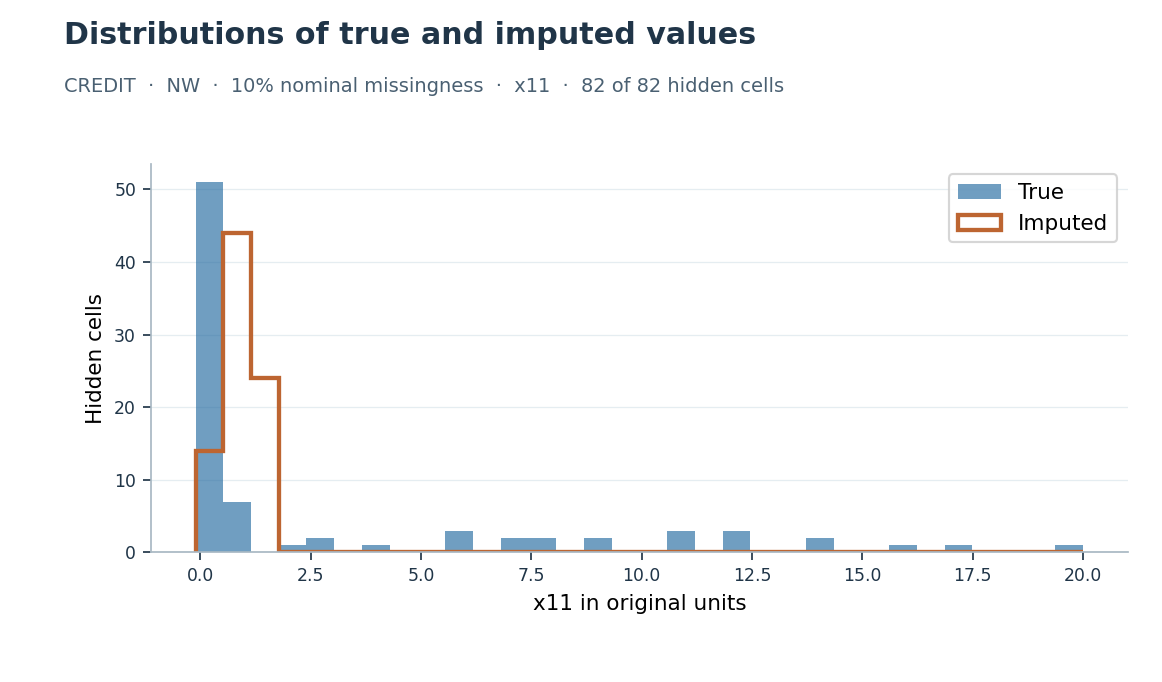 Distributions of true and imputed values
CREDIT · NW · 10% nominal missingness · x11 · 82 of 82 hidden cells
True
Imputed
Hidden cells
50
40
30
20
10
0
0.0 2.5 5.0 7.5 10.0 12.5 15.0 17.5 20.0
x11 in original units